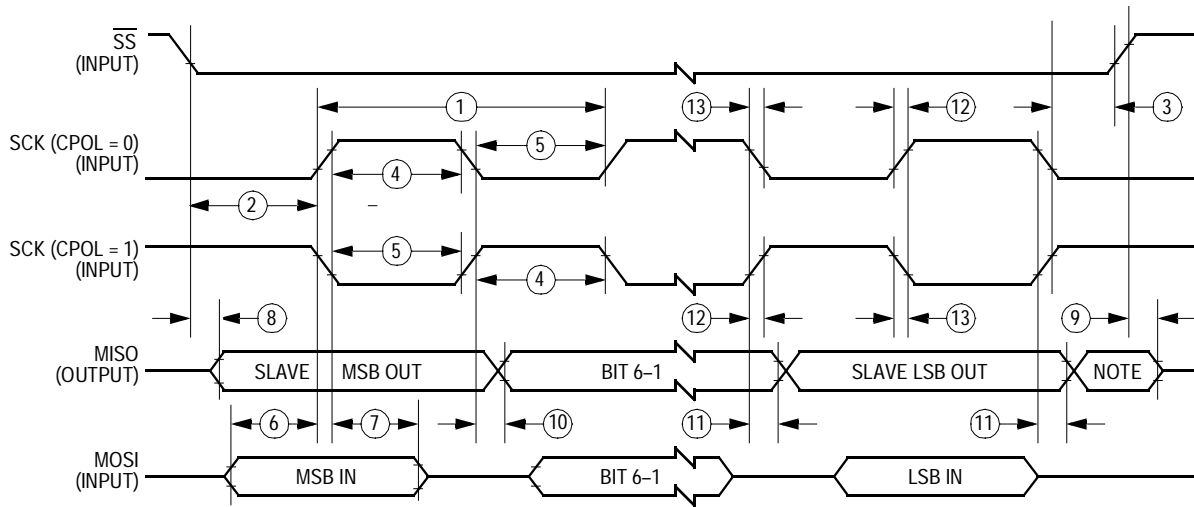 SS
(INPUT)
1
13
12
3
SCK (CPOL = 0)
(INPUT)
5
4
2
–
SCK (CPOL = 1)
(INPUT)
5
4
8
12
13
9
MISO
(OUTPUT)
SLAVE MSB OUT
BIT 6–1
SLAVE LSB OUT
NOTE
6
7
10
11
11
MOSI
(INPUT)
MSB IN
BIT 6–1
LSB IN